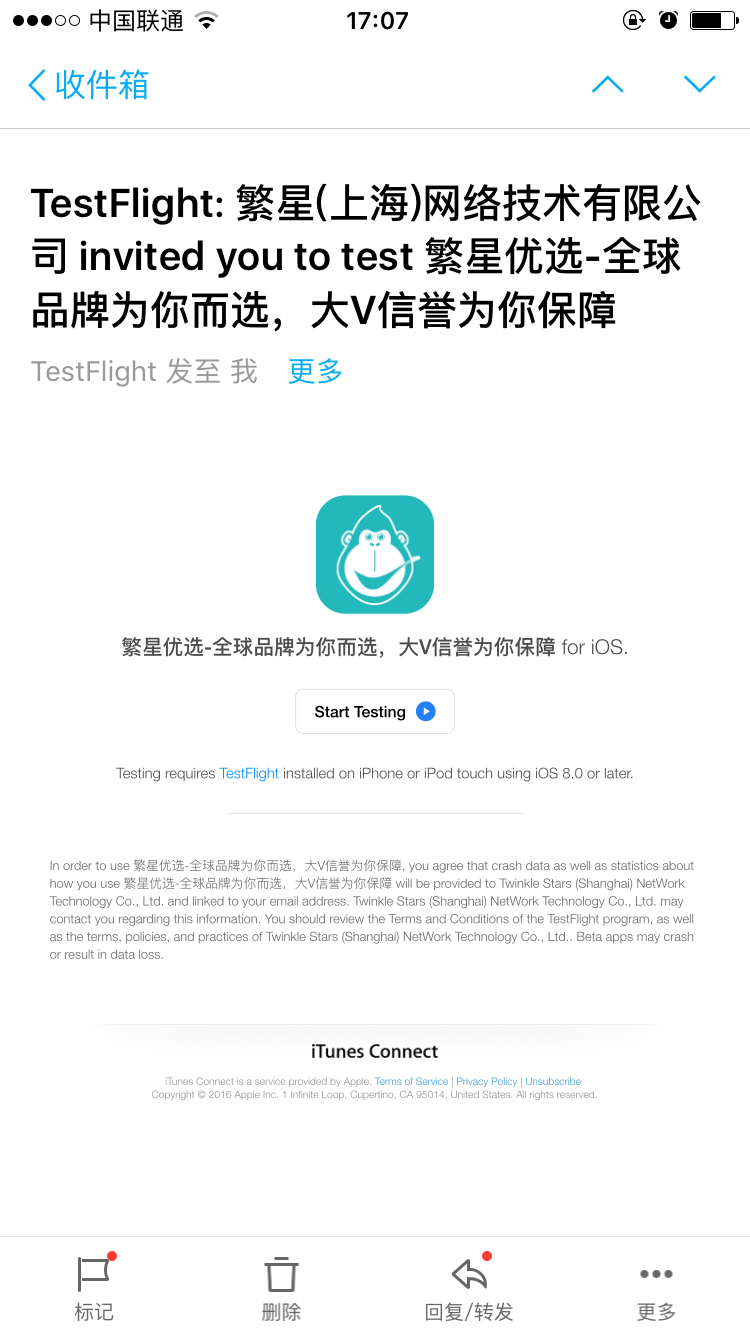 中国联通 17:07
收件箱
TestFlight: 繁星(上海)网络技术有限公
司 invited you to test 繁星优选-全球
品牌为你而选，大V信誉为你保障
TestFlight 发至 我 更多
繁星优选-全球品牌为你而选，大V信誉为你保障 for iOS.
Start Testing
Testing requires TestFlight installed on iPhone or iPod touch using iOS 8.0 or later.
In order to use 繁星优选-全球品牌为你而选，大V信誉为你保障, you agree that crash data as well as statistics about
how you use 繁星优选-全球品牌为你而选，大V信誉为你保障 will be provided to Twinkle Stars (Shanghai) NetWork
Technology Co., Ltd. and linked to your email address. Twinkle Stars (Shanghai) NetWork Technology Co., Ltd. may
contact you regarding this information. You should review the Terms and Conditions of the TestFlight program, as well
as the terms, policies, and practices of Twinkle Stars (Shanghai) NetWork Technology Co., Ltd.. Beta apps may crash
or result in data loss.
iTunes Connect
iTunes Connect is a service provided by Apple. Terms of Service | Privacy Policy | Unsubscribe
Copyright © 2016 Apple Inc. 1 Infinite Loop, Cupertino, CA 95014, United States. All rights reserved.
标记 删除 回复/转发 更多